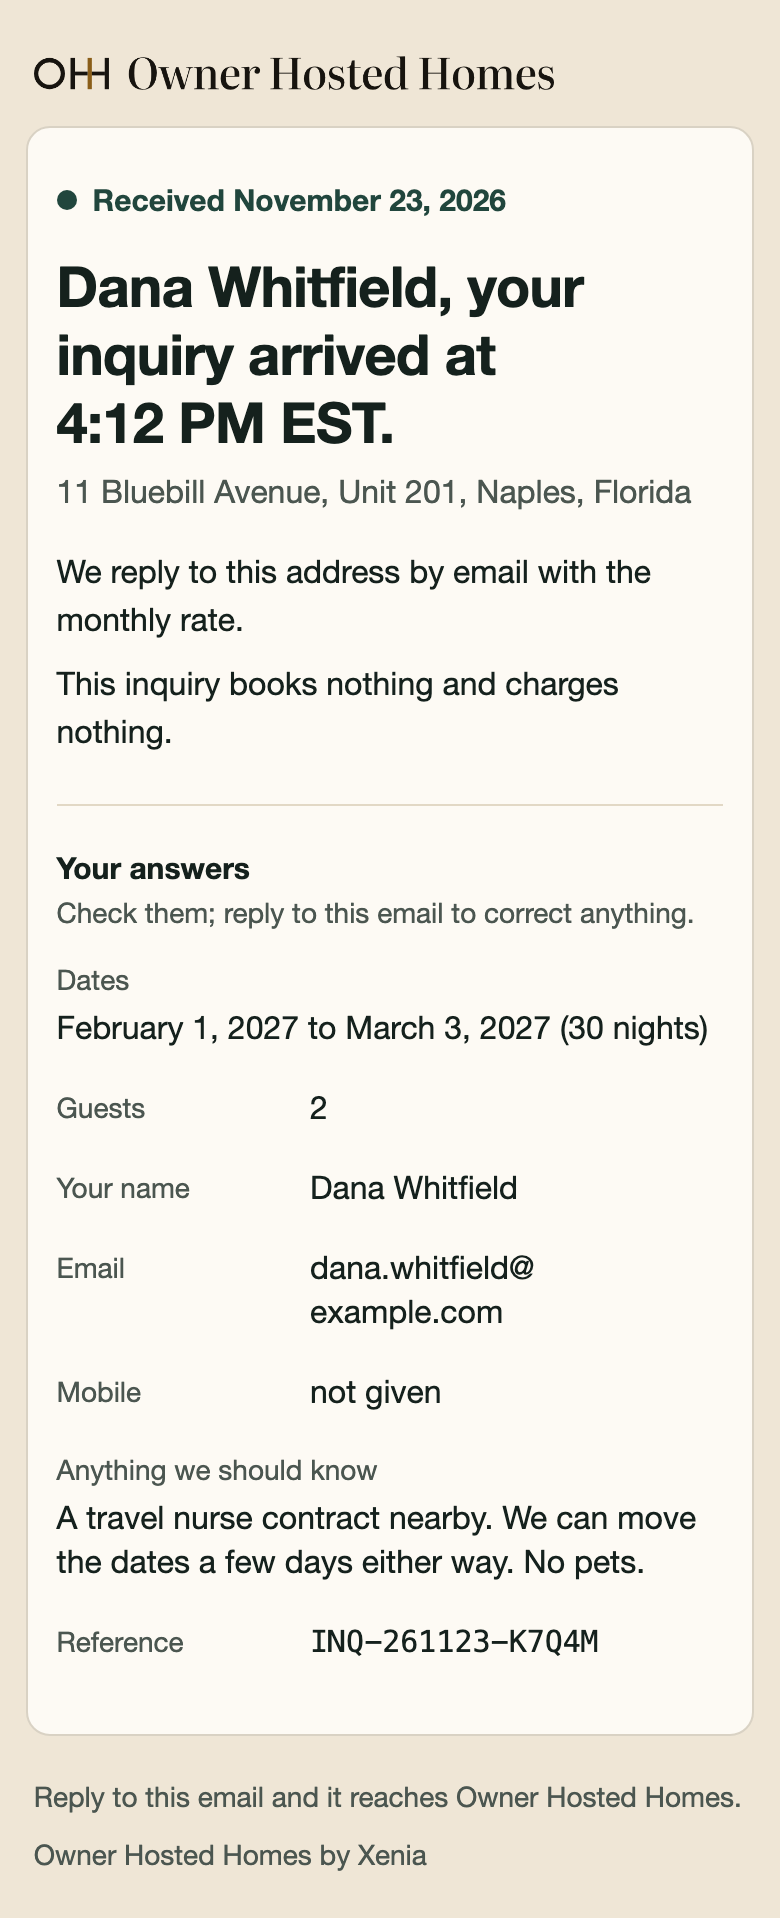 OHH Owner Hosted Homes
Received November 23, 2026
Dana Whitfield, your
inquiry arrived at
4:12 PM EST.
11 Bluebill Avenue, Unit 201, Naples, Florida
We reply to this address by email with the
monthly rate.
This inquiry books nothing and charges
nothing.
Your answers
Check them; reply to this email to correct anything.
Dates
February 1, 2027 to March 3, 2027 (30 nights)
Guests 2
Your name Dana Whitfield
Email dana.whitfield@
example.com
Mobile not given
Anything we should know
A travel nurse contract nearby. We can move
the dates a few days either way. No pets.
Reference INQ-261123-K7Q4M
Reply to this email and it reaches Owner Hosted Homes.
Owner Hosted Homes by Xenia